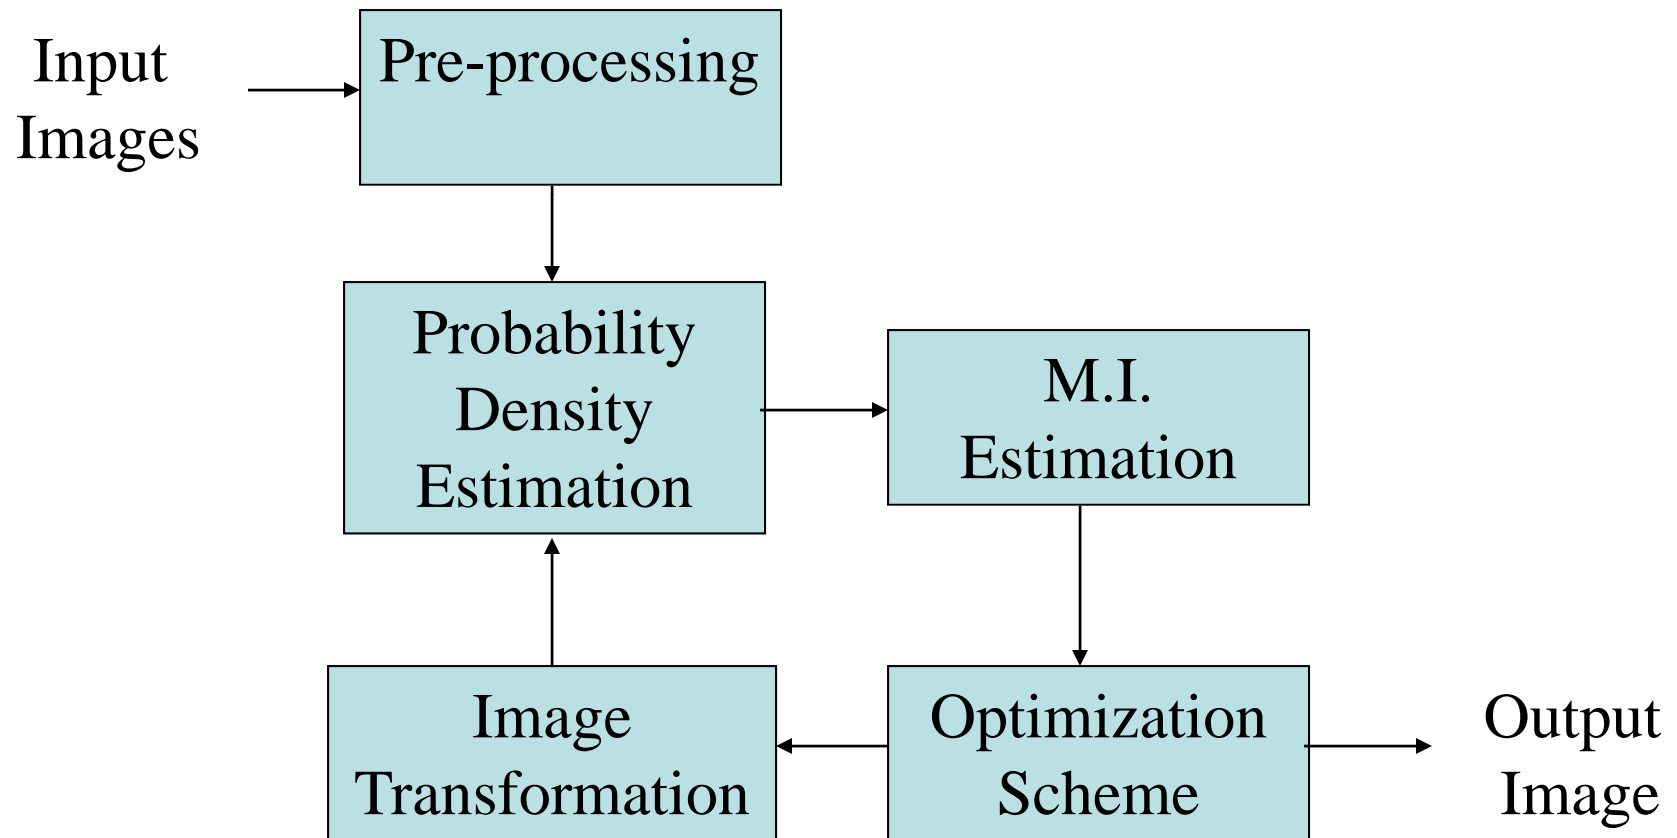 Input
Images
Pre-processing
Probability
Density
Estimation
M.I.
Estimation
Image
Transformation
Optimization
Scheme
Output
Image